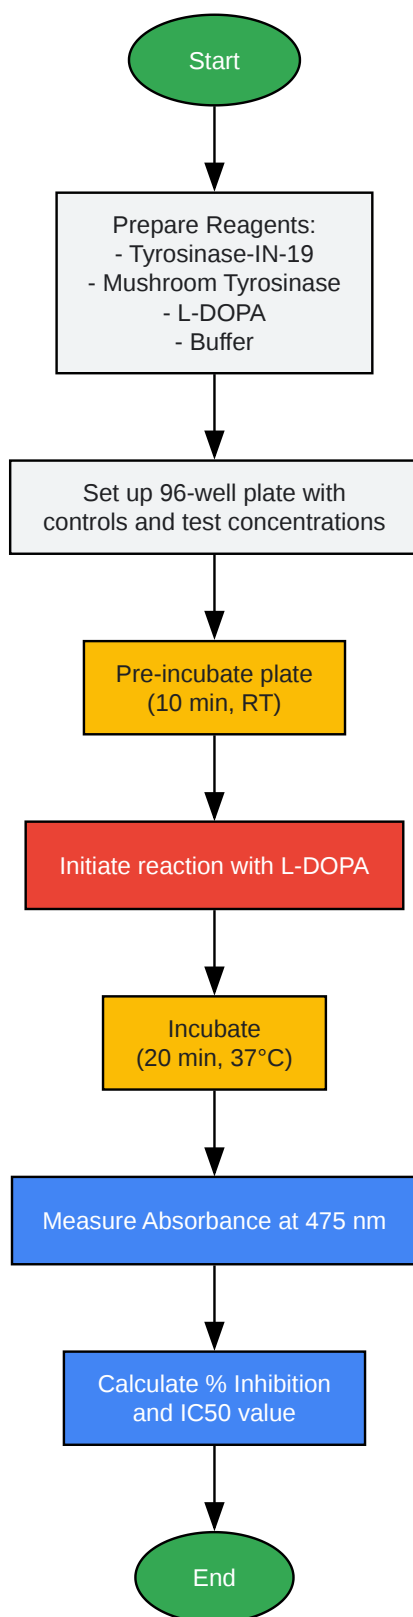 Start
Prepare Reagents:
- Tyrosinase-IN-19
- Mushroom Tyrosinase
- L-DOPA
- Buffer
Set up 96-well plate with
controls and test concentrations
Pre-incubate plate
(10 min, RT)
Initiate reaction with L-DOPA
Incubate
(20 min, 37°C)
Measure Absorbance at 475 nm
Calculate % Inhibition
and IC50 value
End